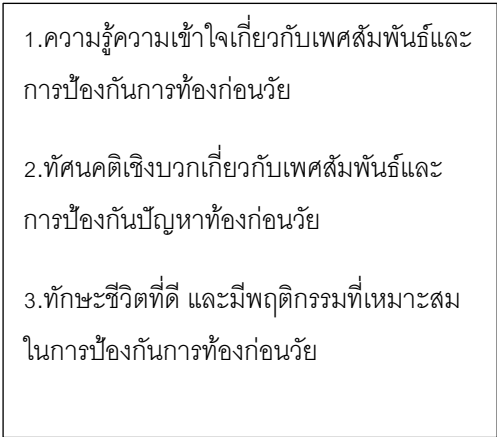 1.ความรู้ความเข้าใจเกี่ยวกับเพศสัมพันธ์และ
การป้องกันการท้องก่อนวัย
2.ทัศนคติเชิงบวกเกี่ยวกับเพศสัมพันธ์และ
การป้องกันปัญหาท้องก่อนวัย
3.ทักษะชีวิตที่ดี และมีพฤติกรรมที่เหมาะสม
ในการป้องกันการท้องก่อนวัย